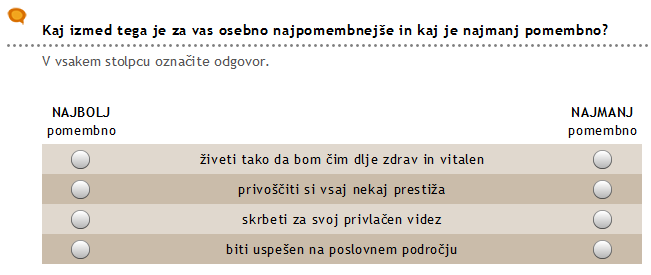 Kaj izmed tega je za vas osebno najpomembnejše in kaj je najmanj pomembno?
V vsakem stolpcu označite odgovor.
NAJBOLJ pomembno
NAJMANJ pomembno
živeti tako da bom čim dlje zdrav in vitalen
privoščiti si vsaj nekaj prestiža
skrbeti za svoj privlačen videz
biti uspešen na poslovnem področju